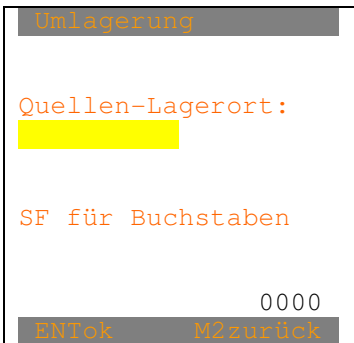 Umlagerung
Quellen-Lagerort:
SF für Buchstaben
0000
ENTok M2zurück